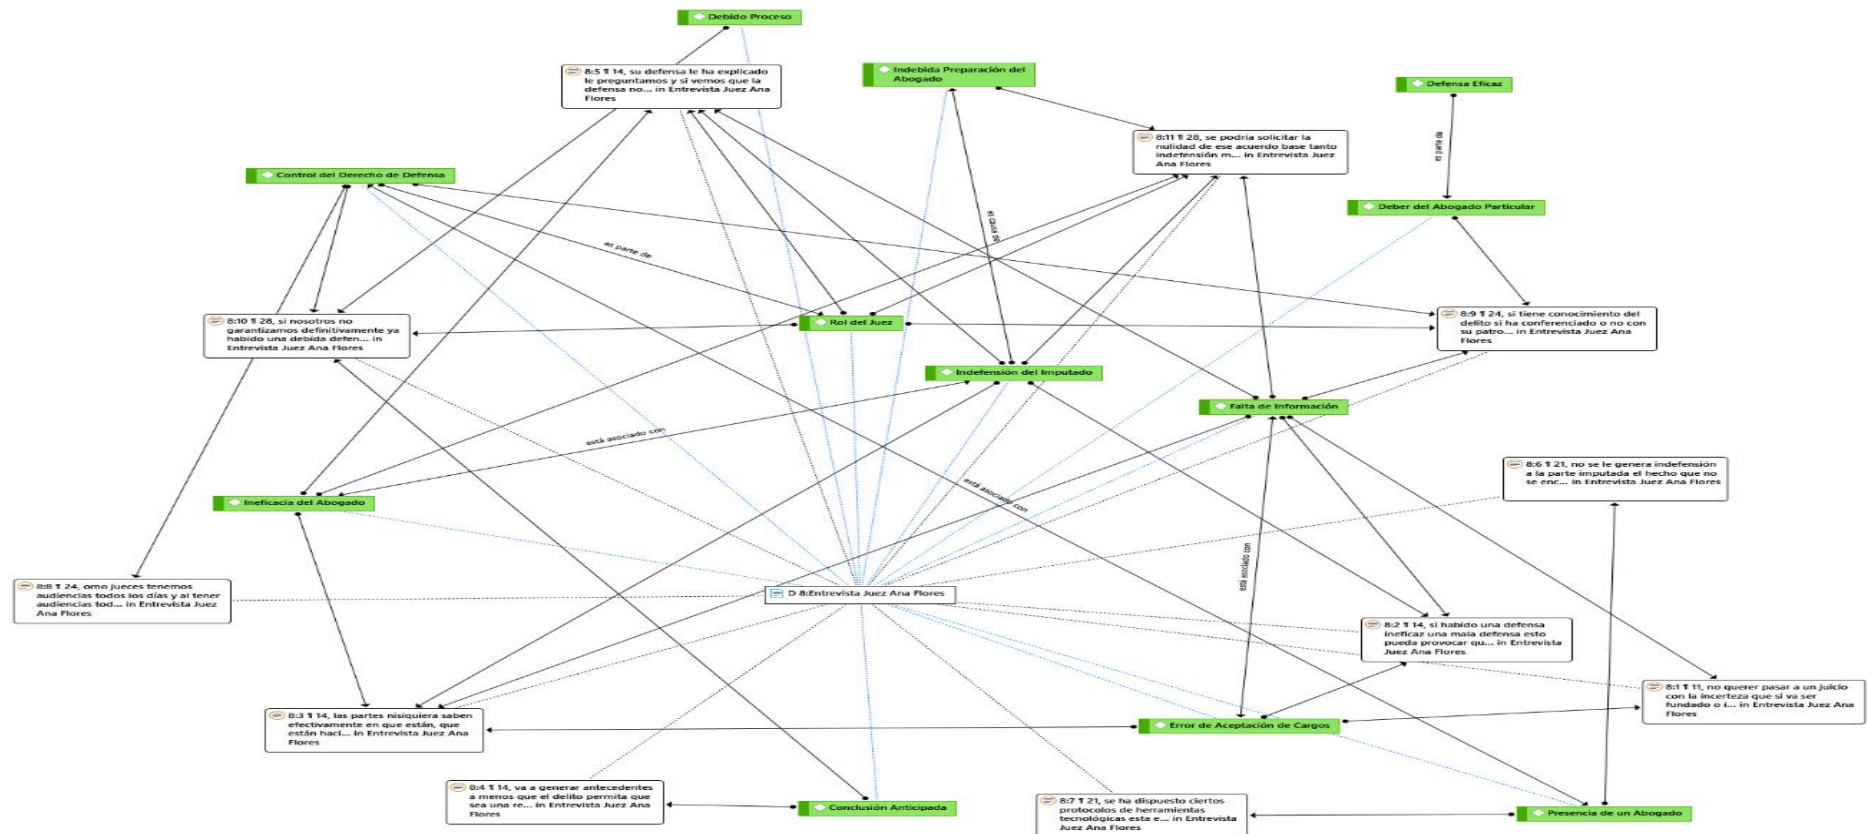 Debido Proceso
8:5 ¶ 14, su defensa le ha explicado
le preguntamos y si vemos que la
defensa no... in Entrevista Juez Ana
Flores
Indebida Preparación del
Abogado
Defensa Eficaz
8:11 ¶ 28, se podría solicitar la
nulidad de ese acuerdo base tanto
indefensión m... in Entrevista Juez
Ana Flores
es parte de
Control del Derecho de Defensa
Deber del Abogado Particular
es causa de
es parte de
8:10 ¶ 28, si nosotros no
garantizamos definitivamente ya
habido una debida defen... in
Entrevista Juez Ana Flores
Rol del Juez
8:9 ¶ 24, si tiene conocimiento del
delito si ha conferenciado o no con
su patro... in Entrevista Juez Ana
Flores
Indefensión del Imputado
Falta de Información
está asociado con
8:6 ¶ 21, no se le genera indefensión
a la parte imputada el hecho que no
se enc... in Entrevista Juez Ana Flores
Ineficacia del Abogado
está asociado con
está asociado con
8:8 ¶ 24, omo jueces tenemos
audiencias todos los días y al tener
audiencias tod... in Entrevista Juez
Ana Flores
D 8:Entrevista Juez Ana Flores
8:2 ¶ 14, si habido una defensa
ineficaz una mala defensa esto
pueda provocar qu... in Entrevista
Juez Ana Flores
8:1 ¶ 11, no querer pasar a un juicio
con la incerteza que si va ser
fundado o i... in Entrevista Juez Ana
Flores
8:3 ¶ 14, las partes nisiquiera saben
efectivamente en que están, que
están haci... in Entrevista Juez Ana
Flores
Error de Aceptación de Cargos
8:4 ¶ 14, va a generar antecedentes
a menos que el delito permita que
sea una re... in Entrevista Juez Ana
Flores
Conclusión Anticipada
8:7 ¶ 21, se ha dispuesto ciertos
protocolos de herramientas
tecnológicas esta e... in Entrevista
Juez Ana Flores
Presencia de un Abogado